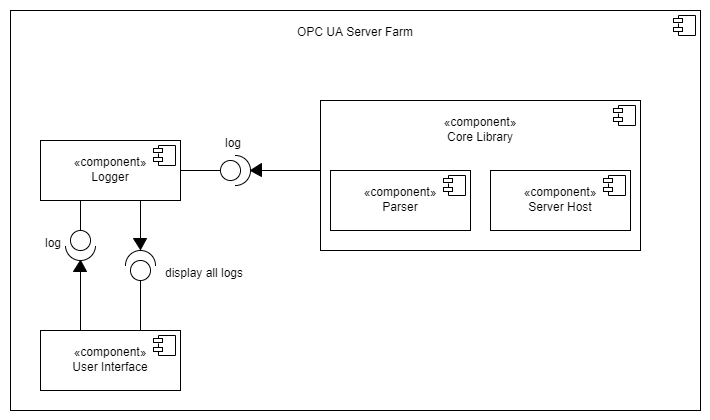 OPC UA Server Farm
«component»
Core Library
log
«component»
Logger
«component»
Parser
«component»
Server Host
log
display all logs
«component»
User Interface